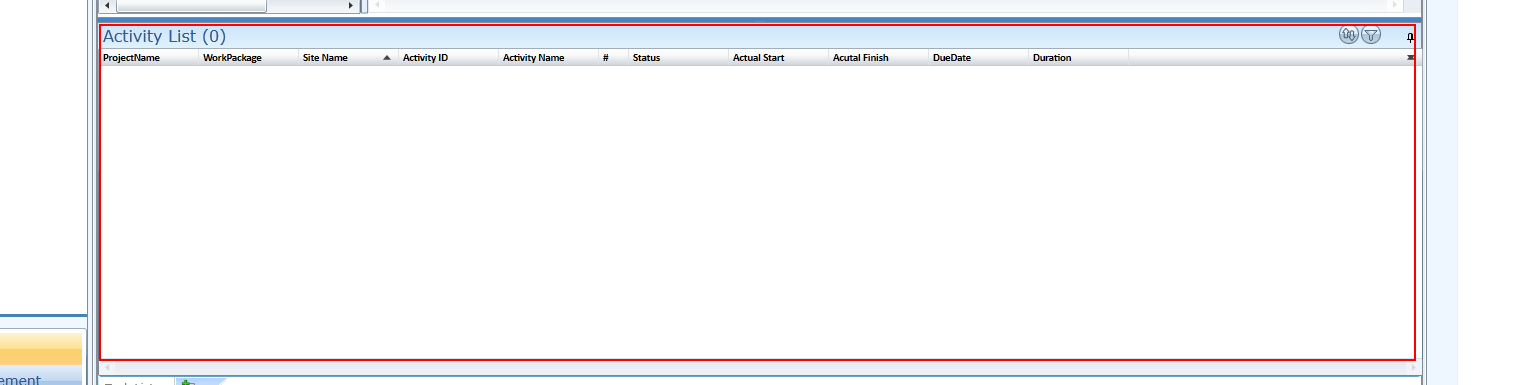 Activity List (0)
ProjectName WorkPackage Site Name Activity ID Activity Name # Status Actual Start Acutal Finish DueDate Duration
ement